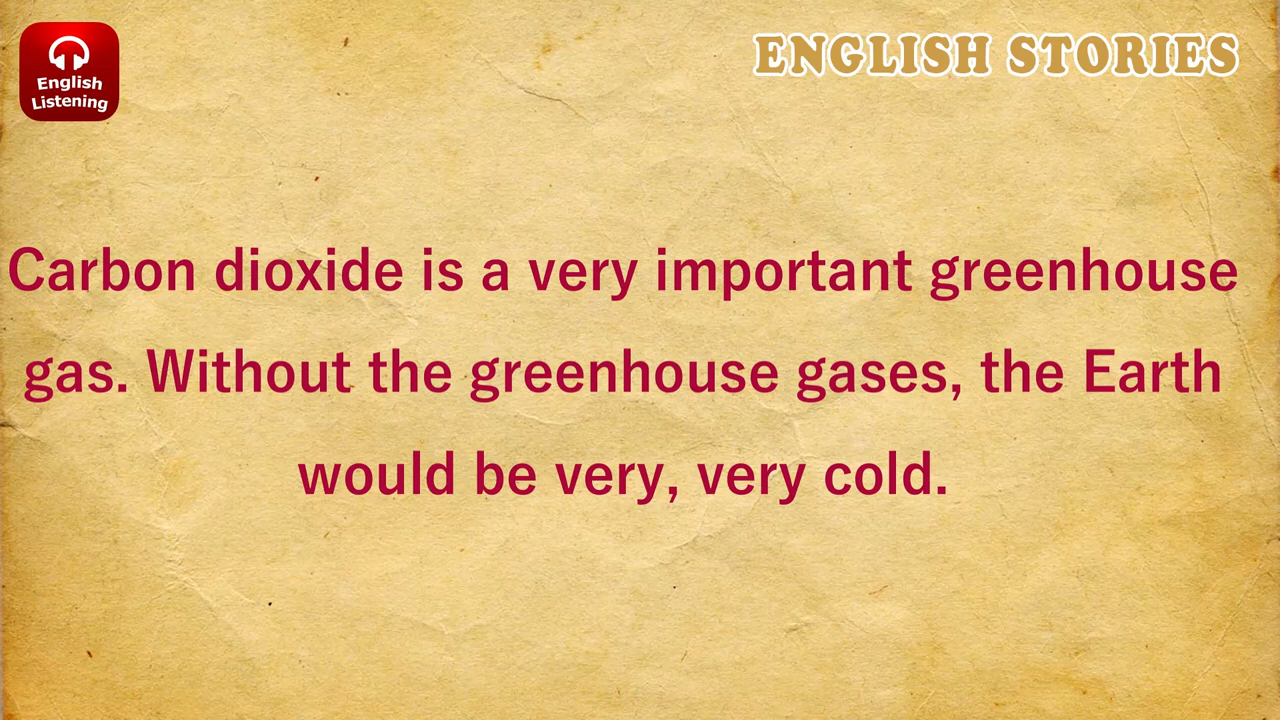 English
Listening
ENGLISH STORIES
Carbon dioxide is a very important greenhouse
gas. Without the greenhouse gases, the Earth
would be very, very cold.